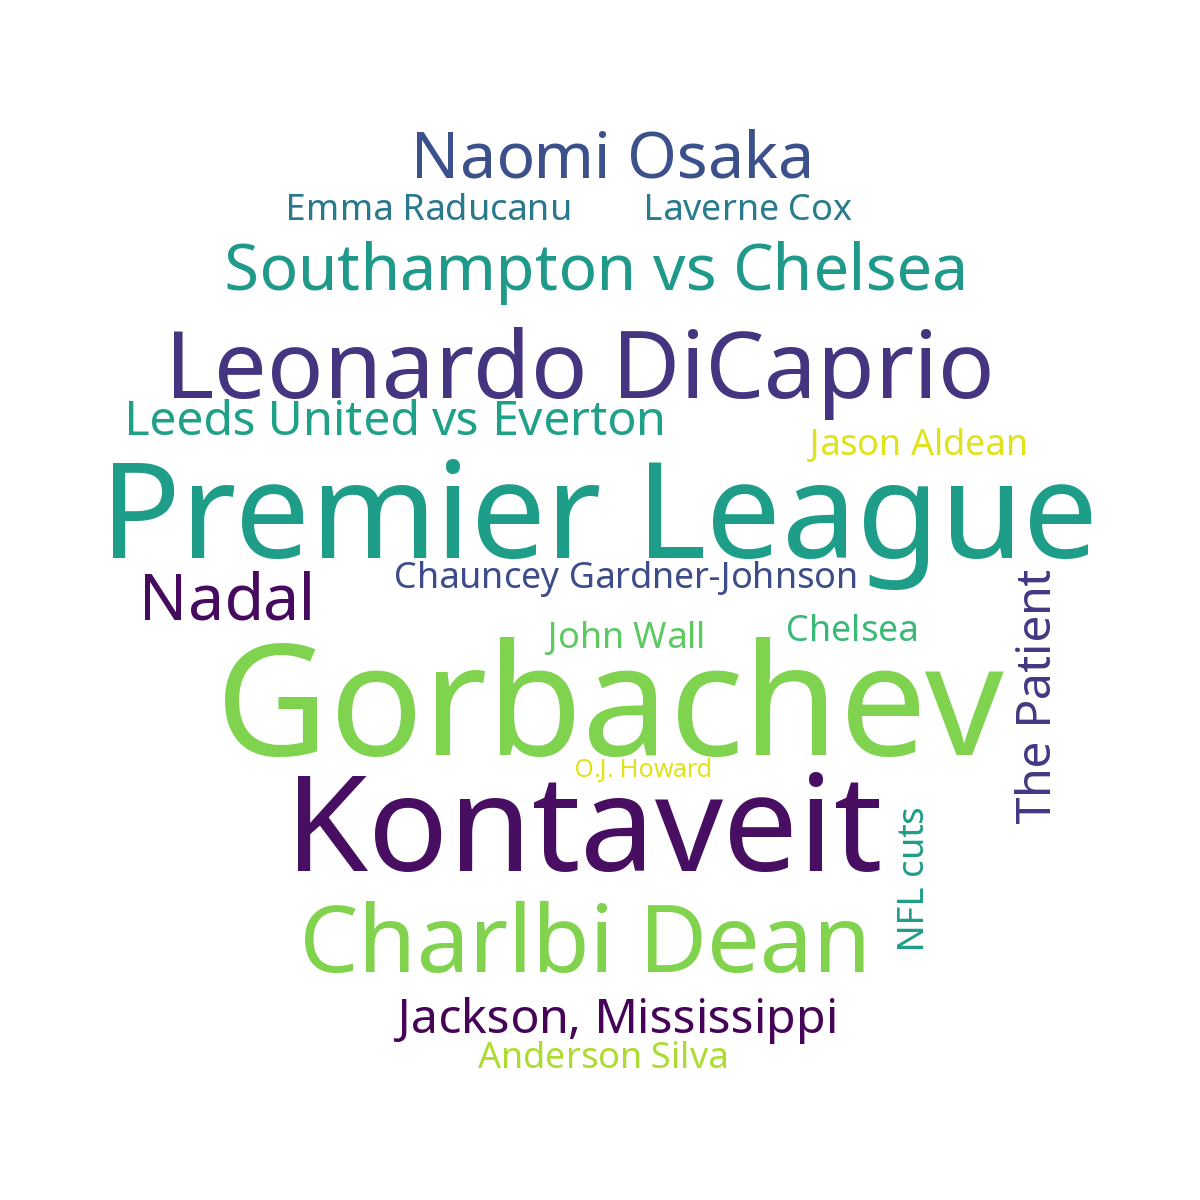 Naomi Osaka
Emma Raducanu
Laverne Cox
Southampton vs Chelsea
Leonardo DiCaprio
Leeds United vs Everton
Jason Aldean
Premier League
Chauncey Gardner-Johnson
Nadal
The Patient
John Wall
Chelsea
Gorbachev
O.J. Howard
Kontaveit
NFL cuts
Charlbi Dean
Jackson, Mississippi
Anderson Silva